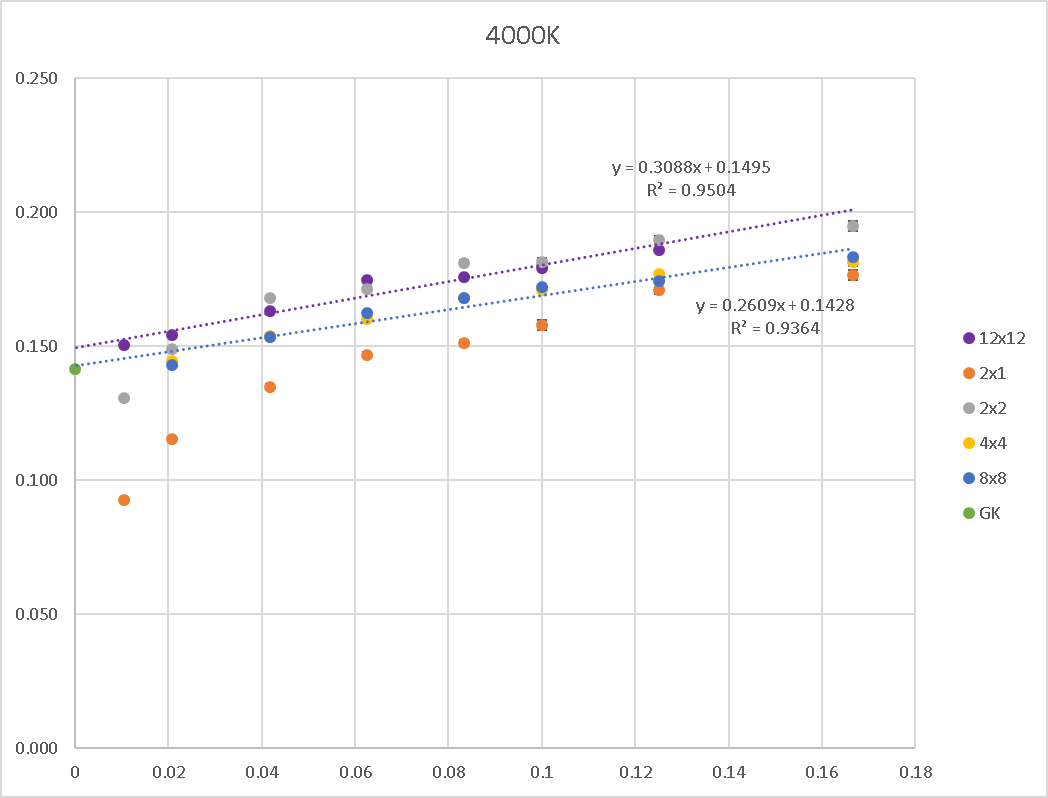 4000K
0.250
0.200
0.150
0.100
0.050
0.000
0 0.02 0.04 0.06 0.08 0.1 0.12 0.14 0.16 0.18
y = 0.3088x + 0.1495
R² = 0.9504
y = 0.2609x + 0.1428
R² = 0.9364
12x12
2x1
2x2
4x4
8x8
GK